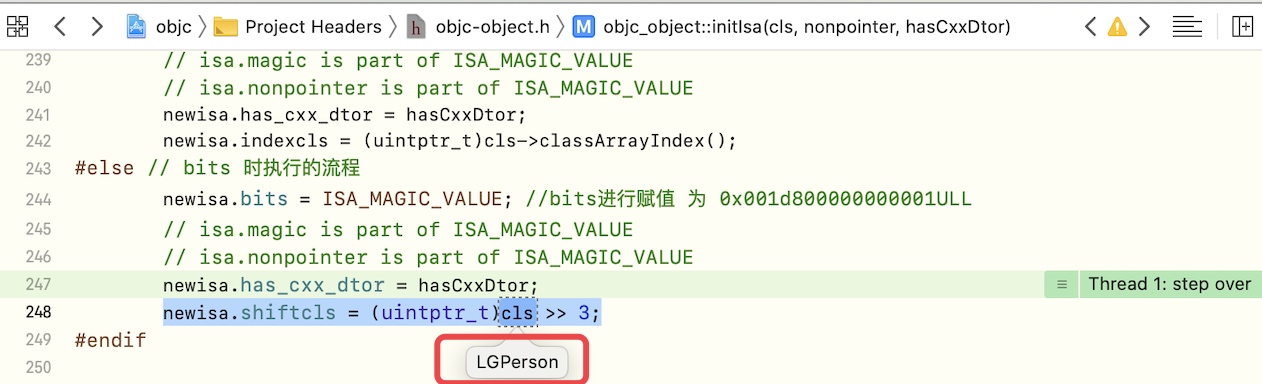 objc Project Headers objc-object.h M objc_object::initIsa(cls, nonpointer, hasCxxDtor)
239 // isa.magic is part of ISA_MAGIC_VALUE
240 // isa.nonpointer is part of ISA_MAGIC_VALUE
241 newisa.has_cxx_dtor = hasCxxDtor;
242 newisa.indexcls = (uintptr_t)cls->classArrayIndex();
243 #else // bits 时执行的流程
244 newisa.bits = ISA_MAGIC_VALUE; //bits进行赋值 为 0x001d800000000001ULL
245 // isa.magic is part of ISA_MAGIC_VALUE
246 // isa.nonpointer is part of ISA_MAGIC_VALUE
247 newisa.has_cxx_dtor = hasCxxDtor; Thread 1: step over
248 newisa.shiftcls = (uintptr_t)cls >> 3;
249 #endif
LGPerson
250